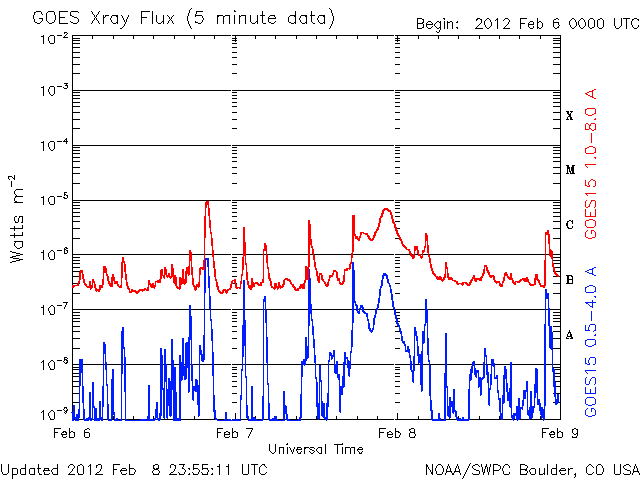 GOES Xray Flux (5 minute data)
Begin: 2012 Feb 6 0000 UTC
10⁻²
10⁻³
10⁻⁴
10⁻⁵
10⁻⁶
10⁻⁷
10⁻⁸
10⁻⁹
Watts m⁻²
X
M
C
B
A
GOES15 1.0-8.0 A
GOES15 0.5-4.0 A
Feb 6
Feb 7
Feb 8
Feb 9
Universal Time
Updated 2012 Feb 8 23:55:11 UTC
NOAA/SWPC Boulder, CO USA